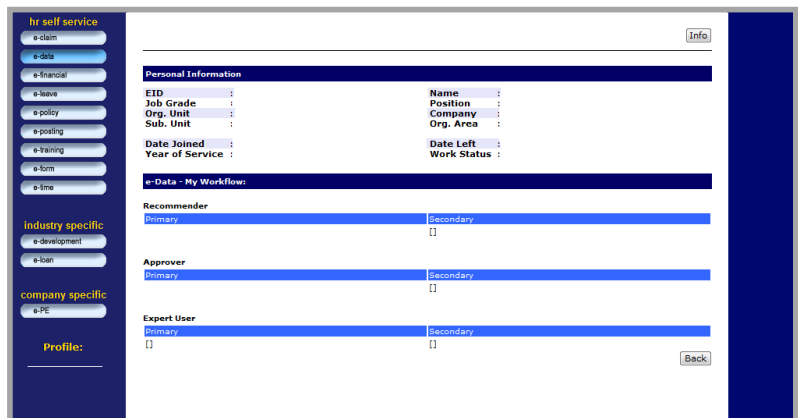 hr self service
e-claim
e-data
e-financial
e-leave
e-policy
e-posting
e-training
e-form
e-time
industry specific
e-development
e-loan
company specific
e-PE
Profile:
Info
Personal Information
EID : Name :
Job Grade : Position :
Org. Unit : Company :
Sub. Unit : Org. Area :
Date Joined : Date Left :
Year of Service : Work Status :
e-Data - My Workflow:
Recommender
Primary Secondary
[]
Approver
Primary Secondary
[]
Expert User
Primary Secondary
[] []
Back